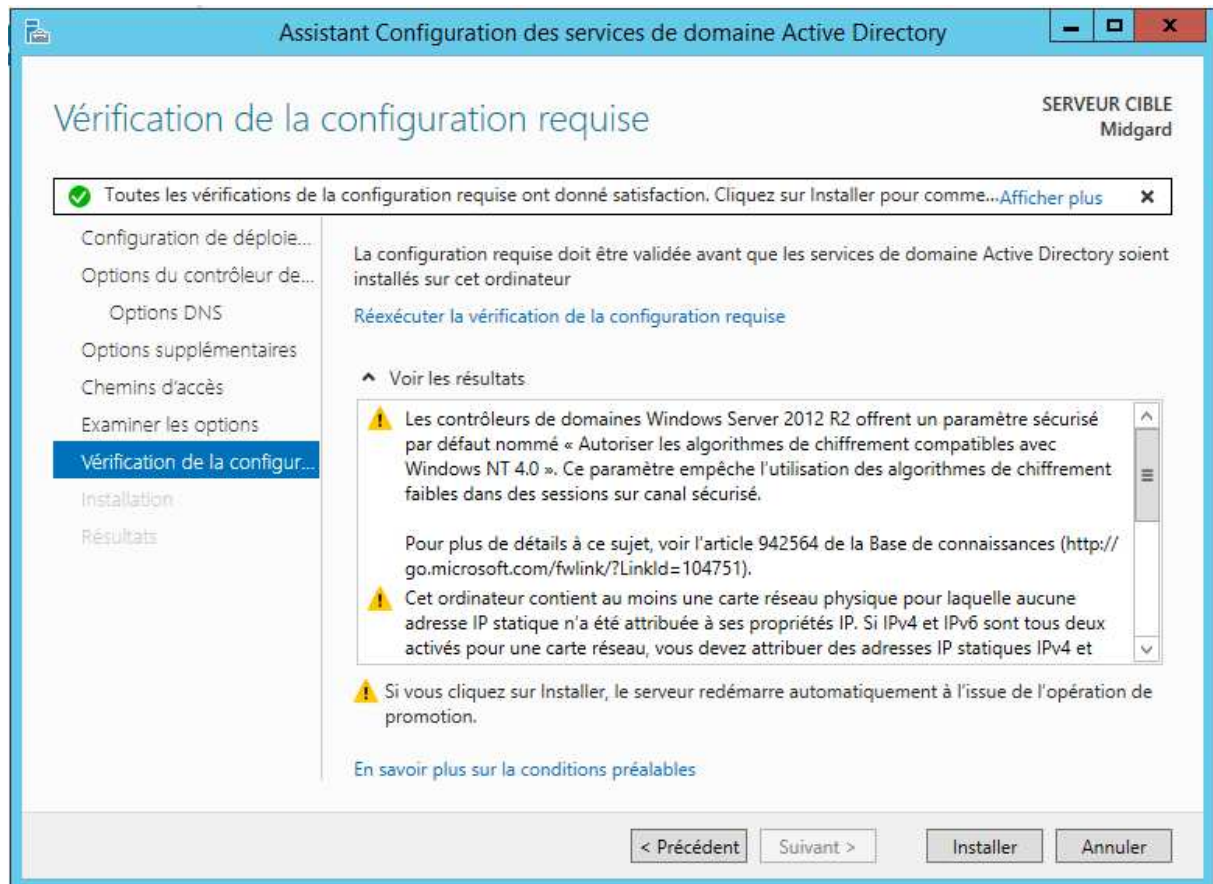 Assistant Configuration des services de domaine Active Directory
Vérification de la configuration requise
SERVEUR CIBLE
Midgard
Toutes les vérifications de la configuration requise ont donné satisfaction. Cliquez sur Installer pour comme...Afficher plus
Configuration de déploie...
Options du contrôleur de...
Options DNS
Options supplémentaires
Chemins d'accès
Examiner les options
Vérification de la configur...
Installation
Résultats
La configuration requise doit être validée avant que les services de domaine Active Directory soient
installés sur cet ordinateur
Réexécuter la vérification de la configuration requise
Voir les résultats
Les contrôleurs de domaines Windows Server 2012 R2 offrent un paramètre sécurisé
par défaut nommé « Autoriser les algorithmes de chiffrement compatibles avec
Windows NT 4.0 ». Ce paramètre empêche l'utilisation des algorithmes de chiffrement
faibles dans des sessions sur canal sécurisé.
Pour plus de détails à ce sujet, voir l'article 942564 de la Base de connaissances (http://
go.microsoft.com/fwlink/?LinkId=104751).
Cet ordinateur contient au moins une carte réseau physique pour laquelle aucune
adresse IP statique n'a été attribuée à ses propriétés IP. Si IPv4 et IPv6 sont tous deux
activés pour une carte réseau, vous devez attribuer des adresses IP statiques IPv4 et
Si vous cliquez sur Installer, le serveur redémarre automatiquement à l'issue de l'opération de
promotion.
En savoir plus sur la conditions préalables
< Précédent
Suivant >
Installer
Annuler